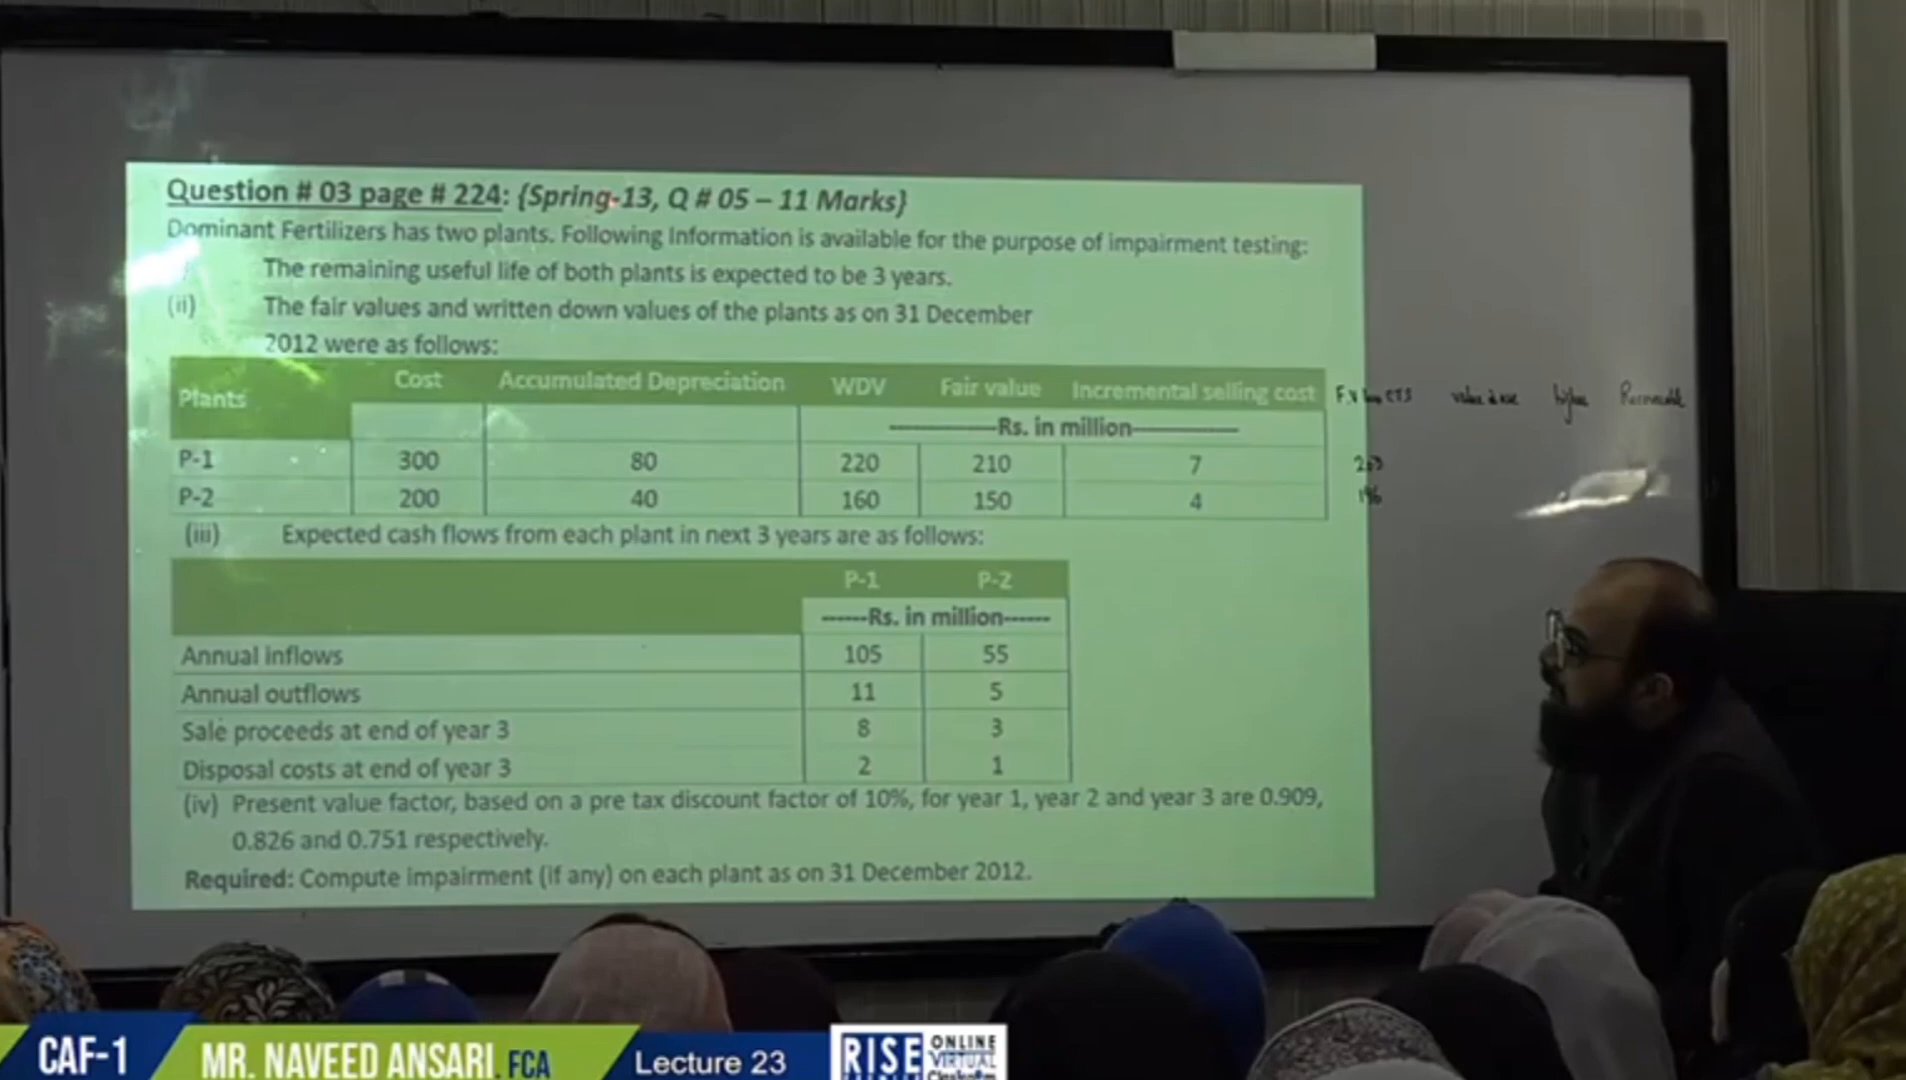 Question # 03 page # 224: {Spring-13, Q # 05 – 11 Marks}
Dominant Fertilizers has two plants. Following Information is available for the purpose of impairment testing:
The remaining useful life of both plants is expected to be 3 years.
(ii) The fair values and written down values of the plants as on 31 December
2012 were as follows:
Plants Cost Accumulated Depreciation WDV Fair value Incremental selling cost F.V less CTS value in use higher Recoverable
-----Rs. in million-----
P-1 300 80 220 210 7 203
P-2 200 40 160 150 4
(iii) Expected cash flows from each plant in next 3 years are as follows:
P-1 P-2
------Rs. in million------
Annual inflows 105 55
Annual outflows 11 5
Sale proceeds at end of year 3 8 3
Disposal costs at end of year 3 2 1
(iv) Present value factor, based on a pre tax discount factor of 10%, for year 1, year 2 and year 3 are 0.909,
0.826 and 0.751 respectively.
Required: Compute impairment (if any) on each plant as on 31 December 2012.
CAF-1 MR. NAVEED ANSARI, FCA Lecture 23 RISE ONLINE VIRTUAL